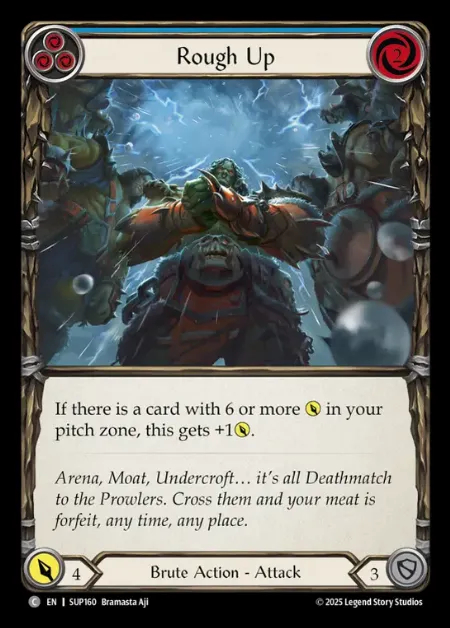 Rough Up
2
If there is a card with 6 or more in your
pitch zone, this gets +1.
Arena, Moat, Undercroft… it's all Deathmatch
to the Prowlers. Cross them and your meat is
forfeit, any time, any place.
4
Brute Action - Attack
3
C EN | SUP160 Bramasta Aji
© 2025 Legend Story Studios